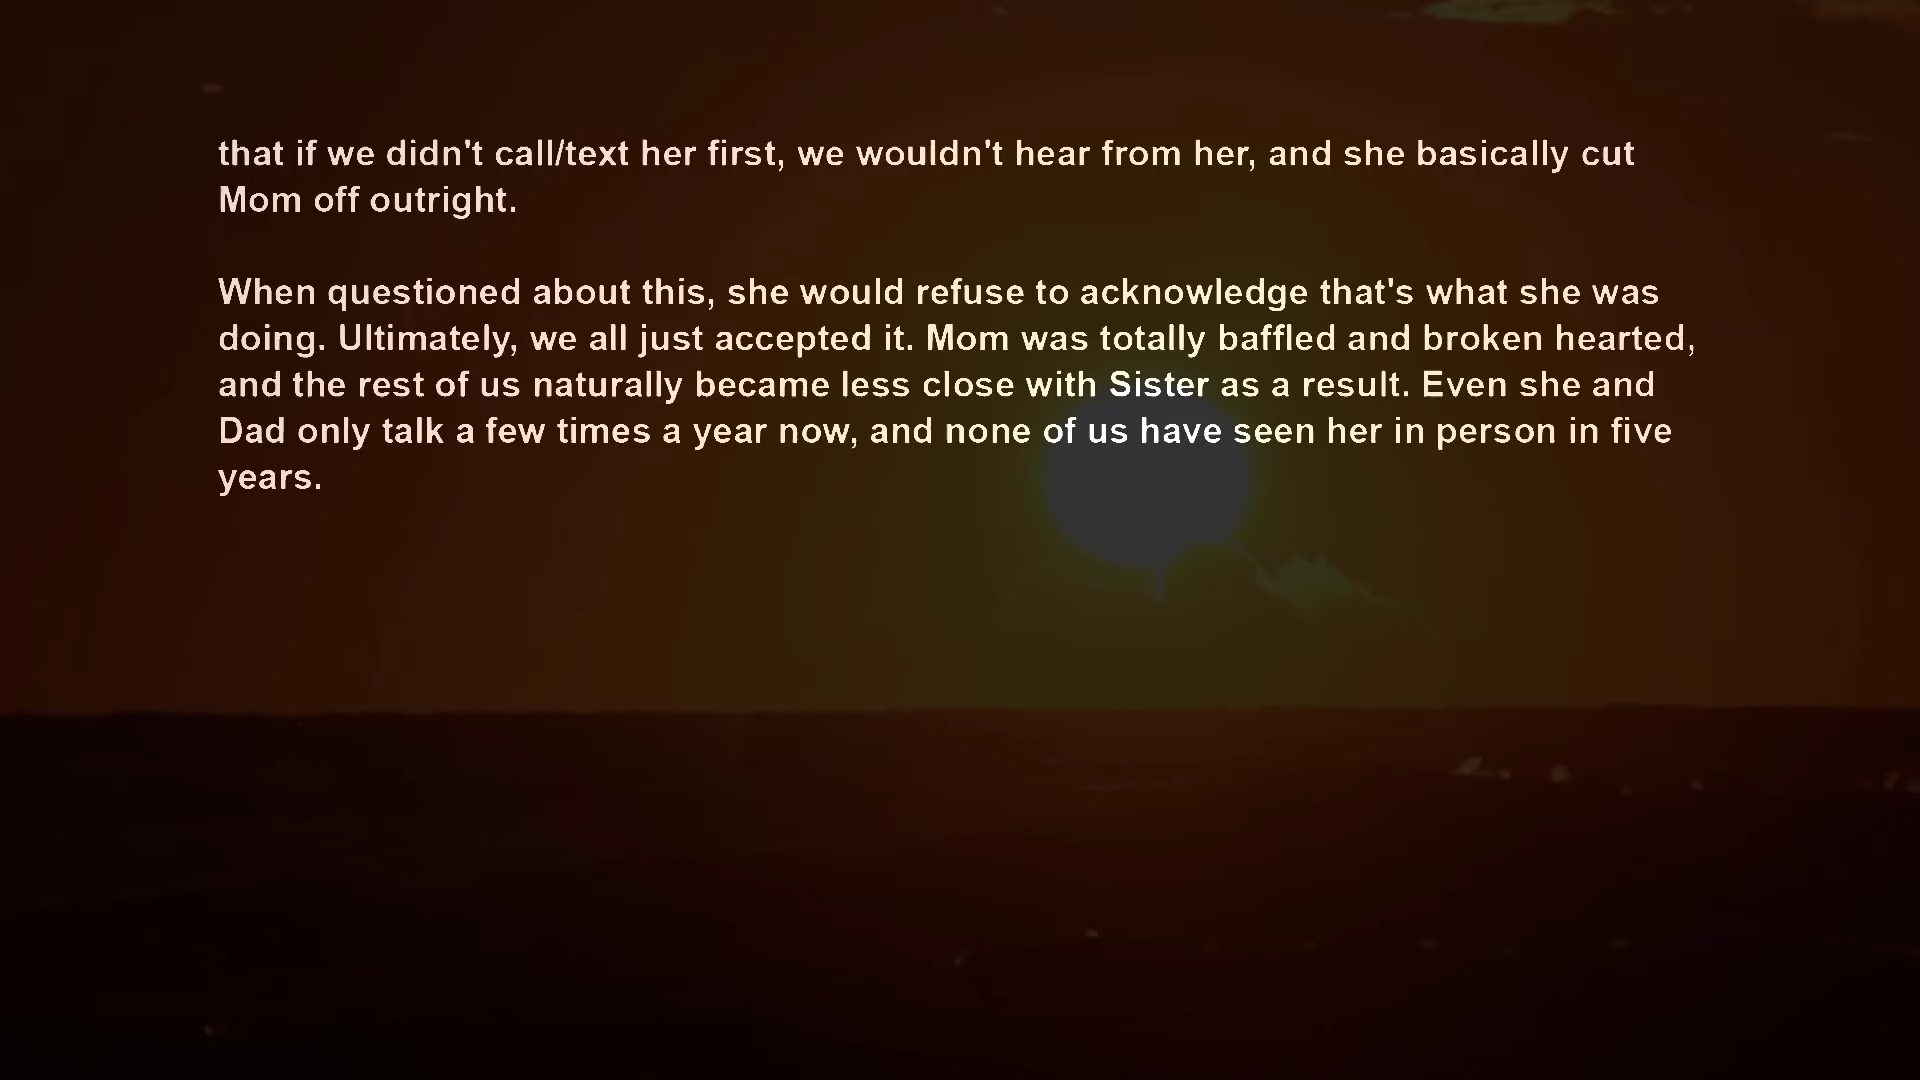 that if we didn't call/text her first, we wouldn't hear from her, and she basically cut
Mom off outright.
When questioned about this, she would refuse to acknowledge that's what she was
doing. Ultimately, we all just accepted it. Mom was totally baffled and broken hearted,
and the rest of us naturally became less close with Sister as a result. Even she and
Dad only talk a few times a year now, and none of us have seen her in person in five
years.